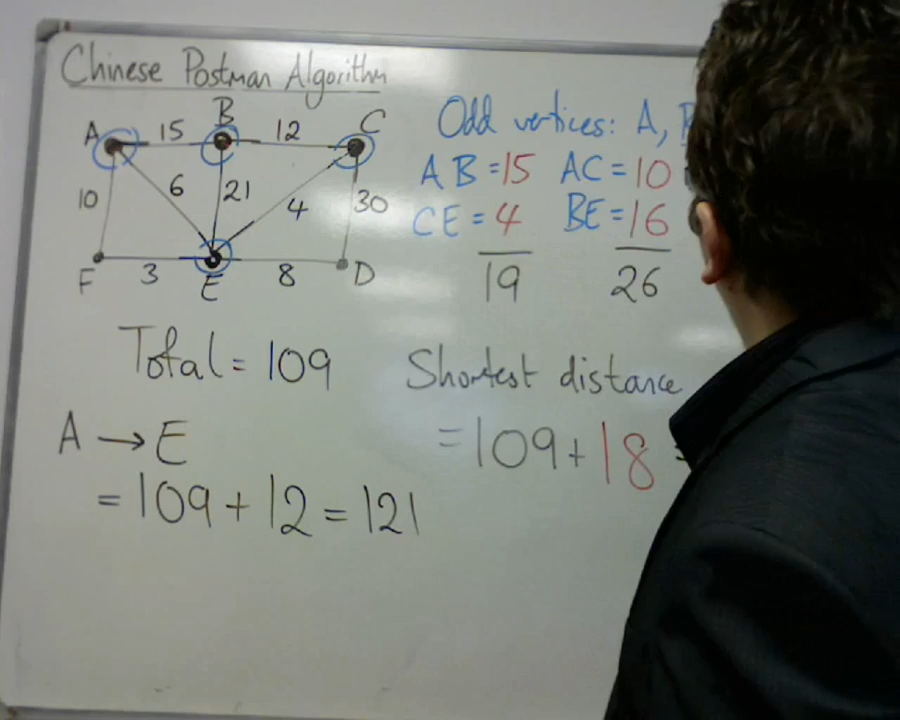 Chinese Postman Algorithm
A 15 B 12 C
10 6 21 4 30
F 3 E 8 D
Odd vertices: A,
AB=15 AC=10
CE=4 BE=16
19 26
Total=109
Shortest distance
=109+18
A→E
=109+12=121